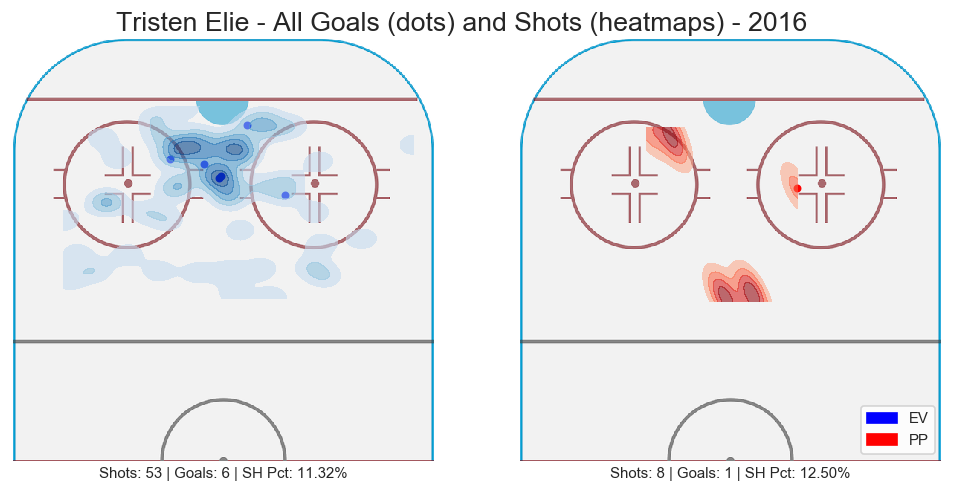 Tristen Elie - All Goals (dots) and Shots (heatmaps) - 2016
EV
PP
Shots: 53 | Goals: 6 | SH Pct: 11.32%
Shots: 8 | Goals: 1 | SH Pct: 12.50%